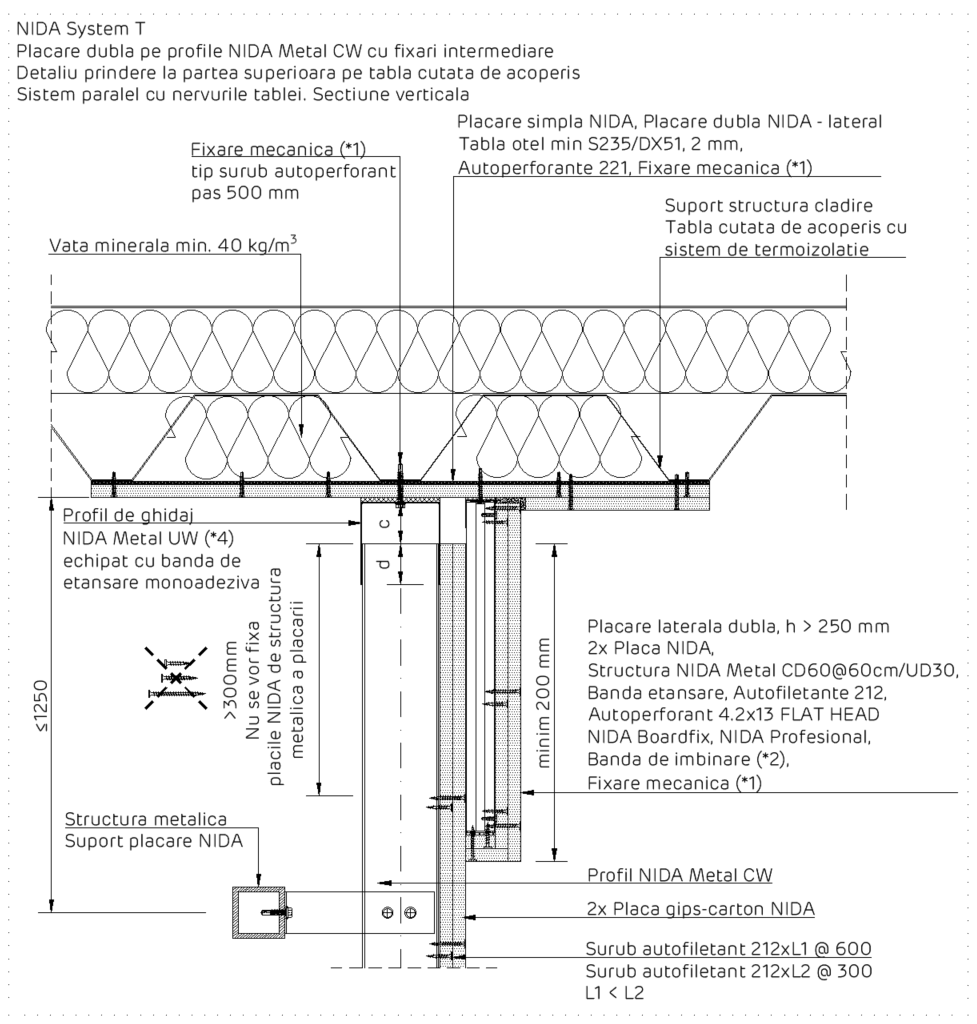 NIDA System T
Placare dubla pe profile NIDA Metal CW cu fixari intermediare
Detaliu prindere la partea superioara pe tabla cutata de acoperis
Sistem paralel cu nervurile tablei. Sectiune verticala
Placare simpla NIDA, Placare dubla NIDA - lateral
Tabla otel min S235/DX51, 2 mm,
Autoperforante 221, Fixare mecanica (*1)
Fixare mecanica (*1)
tip surub autoperforant
pas 500 mm
Suport structura cladire
Tabla cutata de acoperis cu
sistem de termoizolatie
Vata minerala min. 40 kg/m³
Profil de ghidaj
NIDA Metal UW (*4)
echipat cu banda de
etansare monoadeziva
c
d
≤1250
>300mm
Nu se vor fixa
placile NIDA de structura
metalica a placarii
minim 200 mm
Placare laterala dubla, h > 250 mm
2x Placa NIDA,
Structura NIDA Metal CD60@60cm/UD30,
Banda etansare, Autofiletante 212,
Autoperforant 4.2x13 FLAT HEAD
NIDA Boardfix, NIDA Profesional,
Banda de imbinare (*2),
Fixare mecanica (*1)
Structura metalica
Suport placare NIDA
Profil NIDA Metal CW
2x Placa gips-carton NIDA
Surub autofiletant 212xL1 @ 600
Surub autofiletant 212xL2 @ 300
L1 < L2